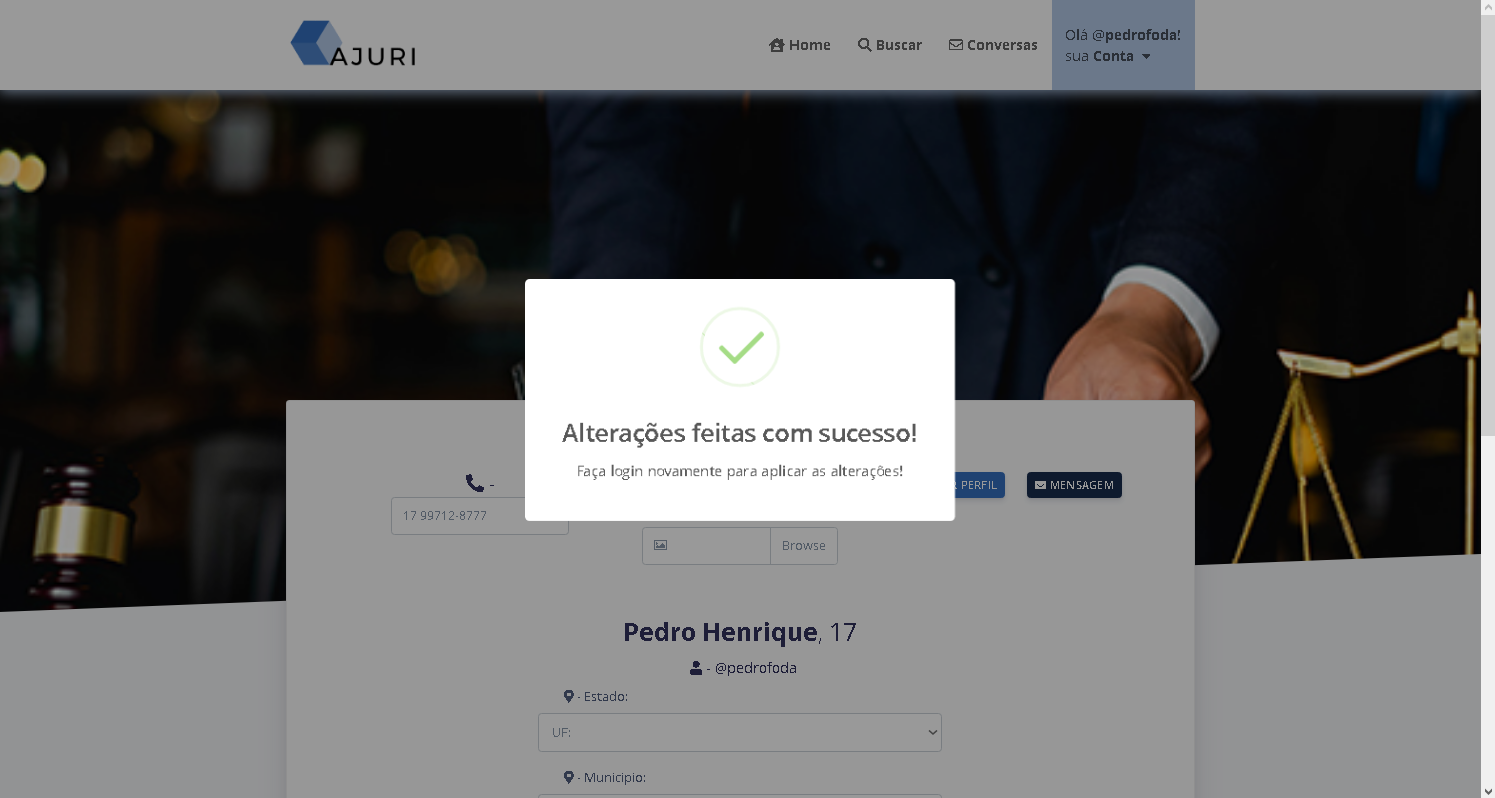 AJURI
Home
Buscar
Conversas
Olá @pedrofoda!
sua Conta
Alterações feitas com sucesso!
Faça login novamente para aplicar as alterações!
-
PERFIL
MENSAGEM
17 99712-8777
Browse
Pedro Henrique, 17
- @pedrofoda
- Estado:
UF:
- Municipio: